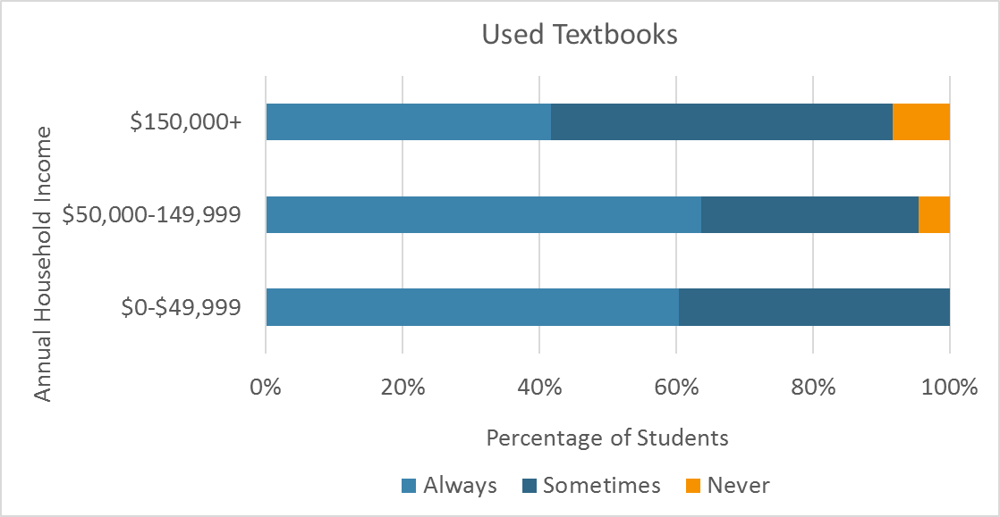 Used Textbooks
Annual Household Income
$150,000+
$50,000-149,999
$0-$49,999
0% 20% 40% 60% 80% 100%
Percentage of Students
Always Sometimes Never